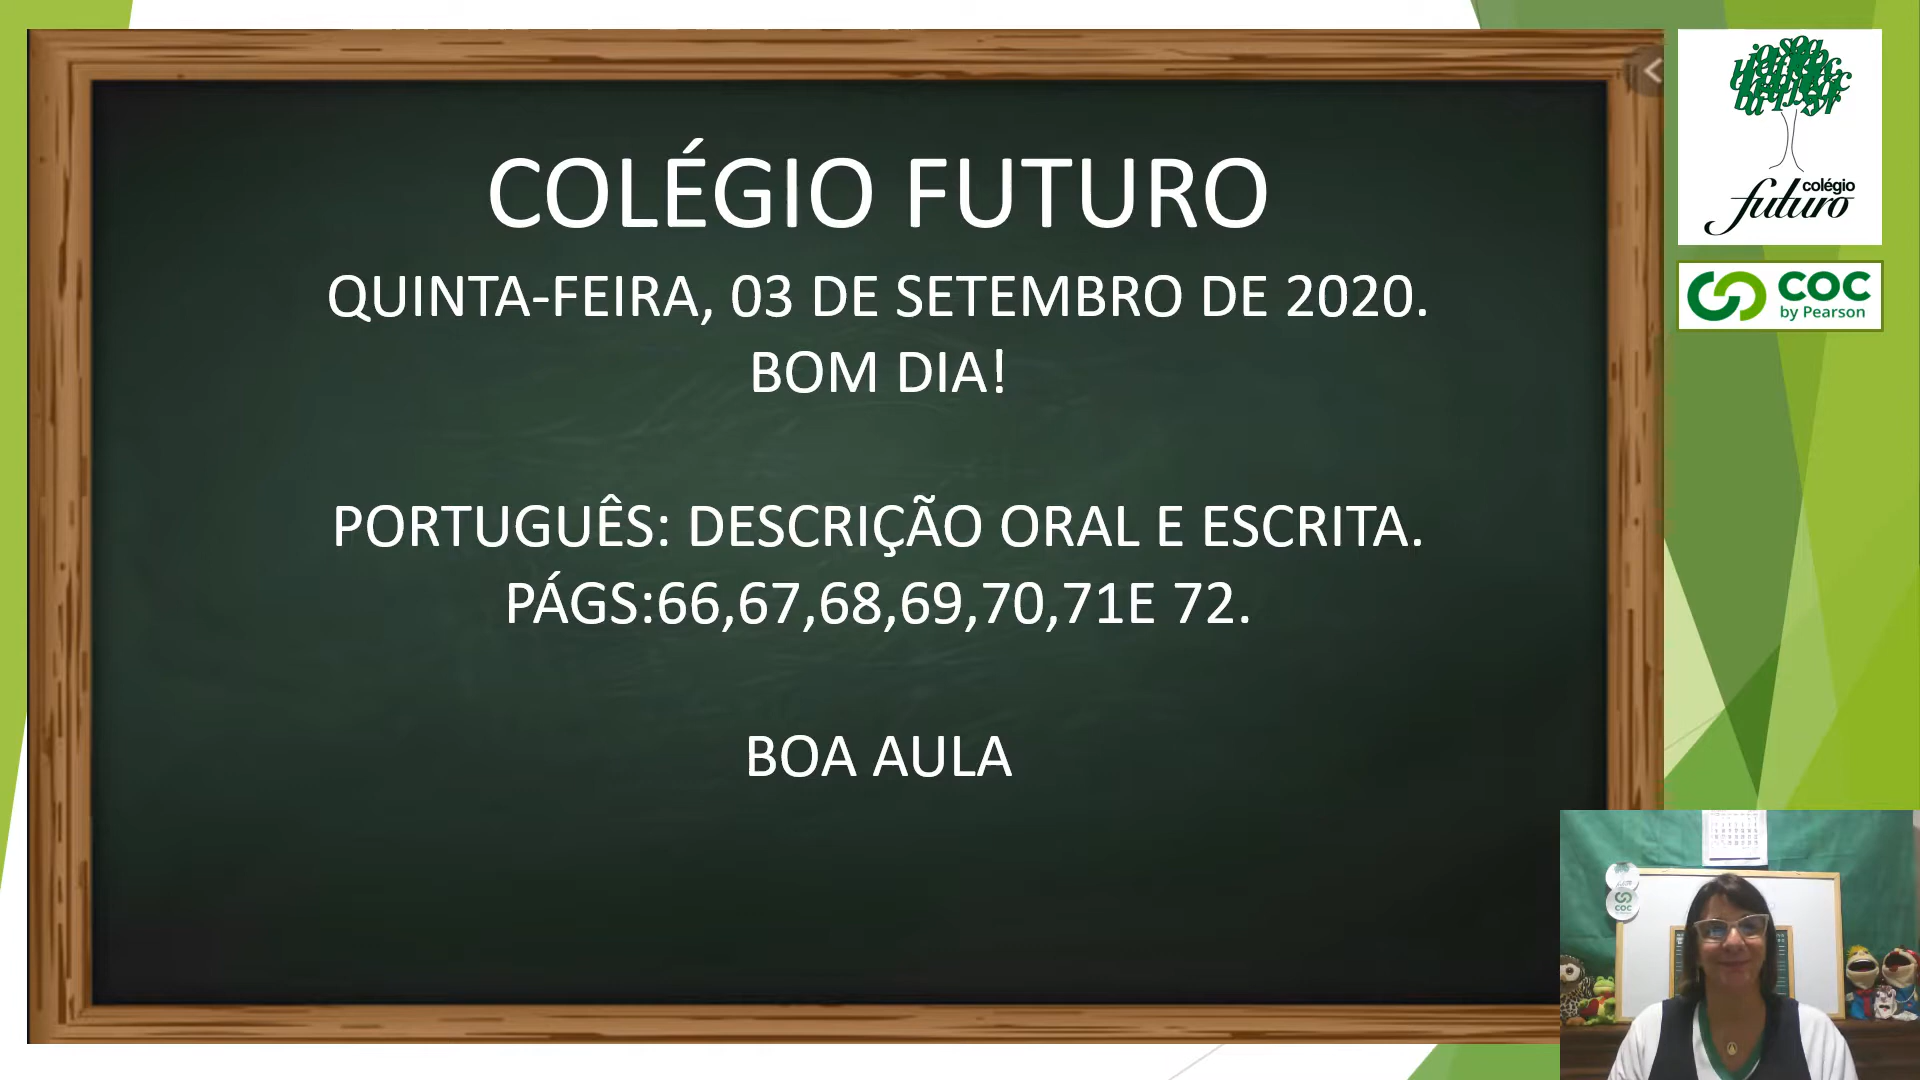 COLÉGIO FUTURO
QUINTA-FEIRA, 03 DE SETEMBRO DE 2020.
BOM DIA!
PORTUGUÊS: DESCRIÇÃO ORAL E ESCRITA.
PÁGS:66,67,68,69,70,71E 72.
BOA AULA
colégio
futuro
COC
by Pearson
COC